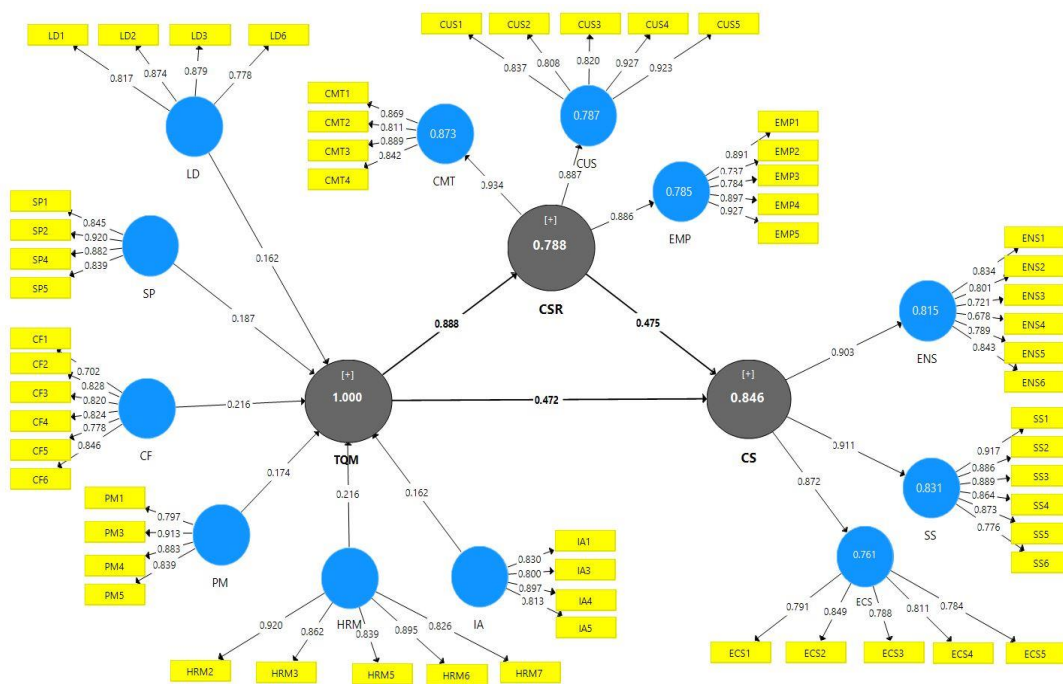 LD1
LD2
LD3
LD6
0.817
0.874
0.879
0.778
LD
CUS1
CUS2
CUS3
CUS4
CUS5
0.837
0.808
0.820
0.927
0.923
0.787
CUS
CMT1
CMT2
CMT3
CMT4
0.869
0.811
0.889
0.842
0.873
CMT
0.934
0.887
0.886
EMP1
EMP2
EMP3
EMP4
EMP5
0.891
0.737
0.784
0.897
0.927
0.785
EMP
SP1
SP2
SP4
SP5
0.845
0.920
0.882
0.839
SP
0.162
0.187
[+]
0.788
CSR
0.888
0.475
ENS1
ENS2
ENS3
ENS4
ENS5
ENS6
0.834
0.801
0.721
0.678
0.789
0.843
0.815
ENS
0.903
CF1
CF2
CF3
CF4
CF5
CF6
0.702
0.828
0.820
0.824
0.778
0.846
CF
0.216
[+]
1.000
TQM
0.472
[+]
0.846
CS
0.911
0.872
SS1
SS2
SS3
SS4
SS5
SS6
0.917
0.886
0.889
0.864
0.873
0.776
0.831
SS
PM1
PM3
PM4
PM5
0.797
0.913
0.883
0.839
PM
0.174
0.216
0.162
HRM
0.920
0.862
0.839
0.895
0.826
HRM2
HRM3
HRM5
HRM6
HRM7
IA
0.830
0.800
0.897
0.813
IA1
IA3
IA4
IA5
0.761
ECS
0.791
0.849
0.788
0.811
0.784
ECS1
ECS2
ECS3
ECS4
ECS5